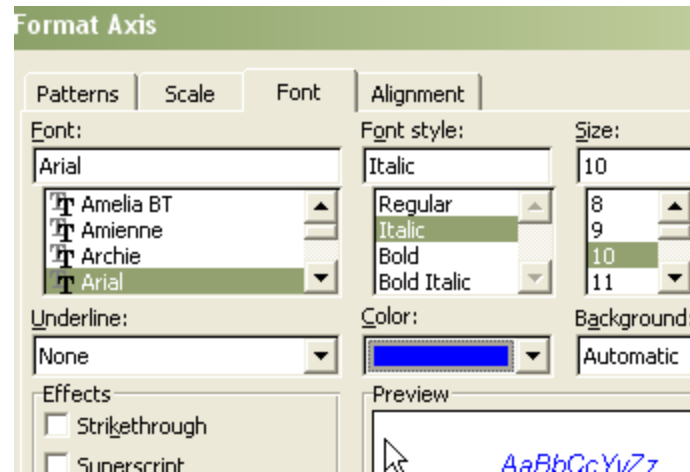 Format Axis
Patterns Scale Font Alignment
Font: Font style: Size:
Arial Italic 10
Amelia BT Regular 8
Amienne Italic 9
Archie Bold 10
Arial Bold Italic 11
Underline: Color: Background:
None Automatic
Effects Preview
Strikethrough
Superscript AaBbCcYyZz